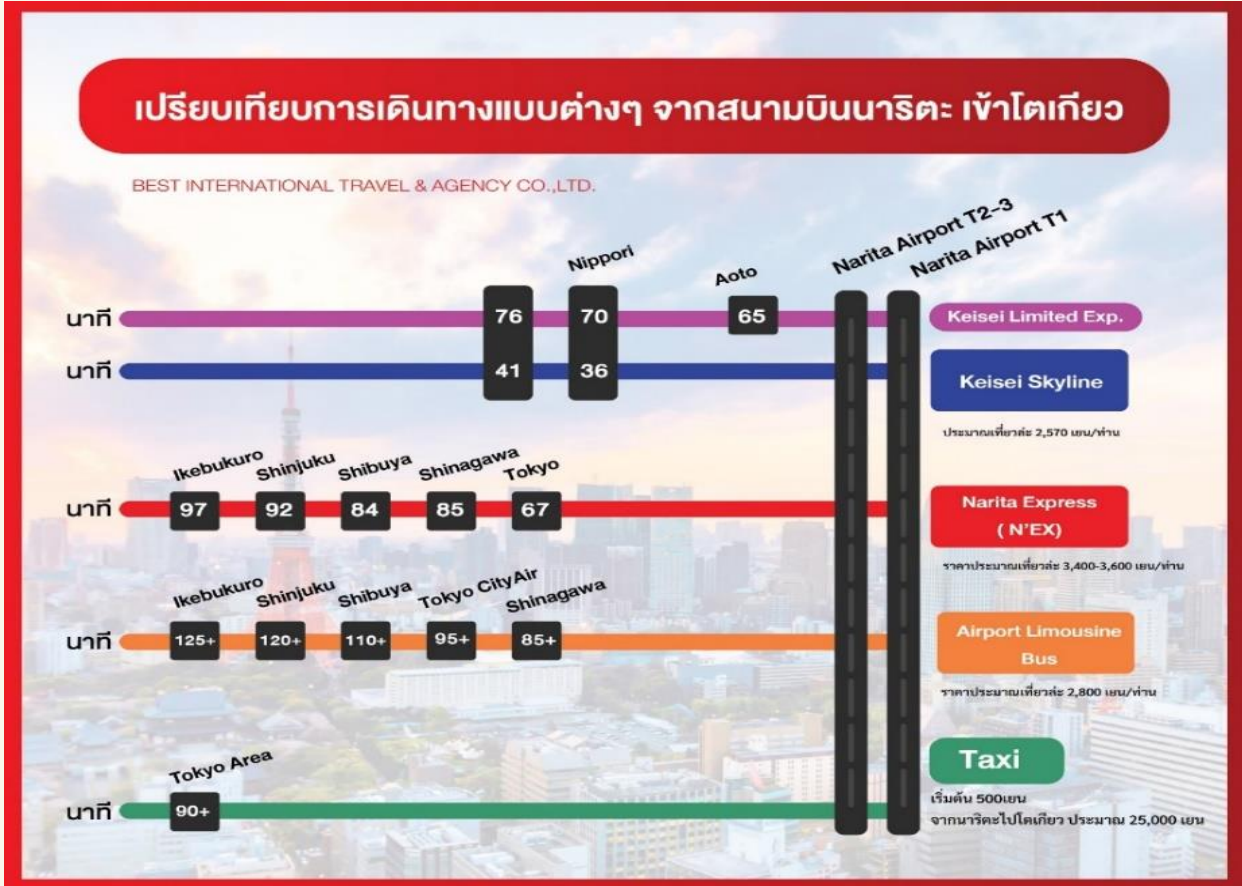 เปรียบเทียบการเดินทางแบบต่างๆ จากสนามบินนาริตะ เข้าโตเกียว
BEST INTERNATIONAL TRAVEL & AGENCY CO.,LTD.
Nippori
Aoto
Narita Airport T2-3
Narita Airport T1
นาที
76
70
65
Keisei Limited Exp.
นาที
41
36
Keisei Skyline
ประมาณเที่ยวล่ะ 2,570 เยน/ท่าน
Ikebukuro
Shinjuku
Shibuya
Shinagawa
Tokyo
นาที
97
92
84
85
67
Narita Express
( N'EX)
ราคาประมาณเที่ยวล่ะ 3,400-3,600 เยน/ท่าน
Ikebukuro
Shinjuku
Shibuya
Tokyo CityAir
Shinagawa
นาที
125+
120+
110+
95+
85+
Airport Limousine
Bus
ราคาประมาณเที่ยวล่ะ 2,800 เยน/ท่าน
Tokyo Area
นาที
90+
Taxi
เริ่มต้น 500เยน
จากนาริตะไปโตเกียว ประมาณ 25,000 เยน